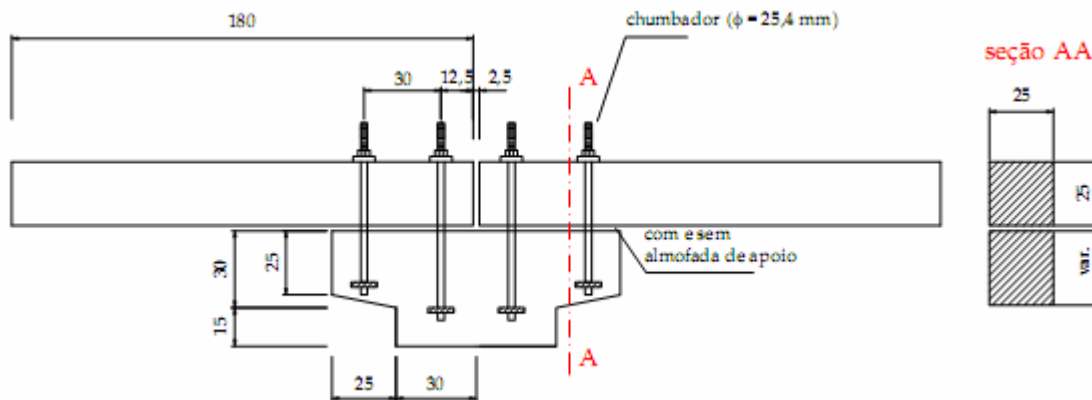 180
chumbador (ϕ = 25,4 mm)
seção AA
30
12,5
2,5
A
25
25
var.
com e sem
almofada de apoio
30
25
15
A
25
30